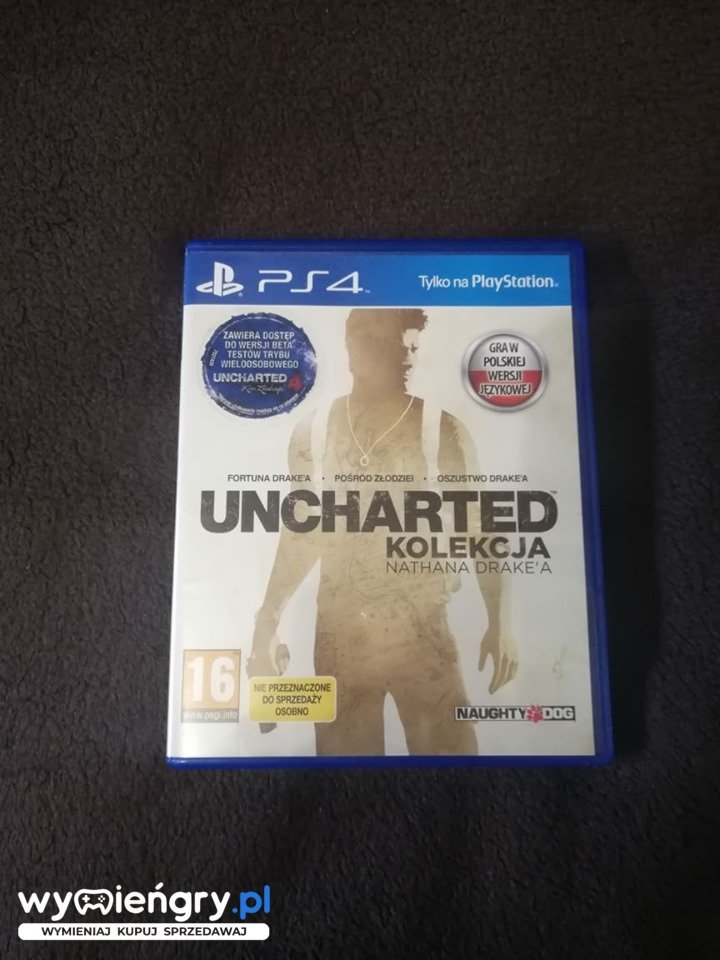 PS4
Tylko na PlayStation.
ZAWIERA DOSTĘP
DO WERSJI BETA
TESTÓW TRYBU
WIELOOSOBOWEGO
UNCHARTED 4
GRA W
POLSKIEJ
WERSJI
JĘZYKOWEJ
FORTUNA DRAKE'A • POŚRÓD ZŁODZIEI • OSZUSTWO DRAKE'A
UNCHARTED™
KOLEKCJA
NATHANA DRAKE'A
16
www.pegi.info
NIE PRZEZNACZONE
DO SPRZEDAŻY
OSOBNO
NAUGHTY DOG
wymieńgry.pl
WYMIENIAJ KUPUJ SPRZEDAWAJ